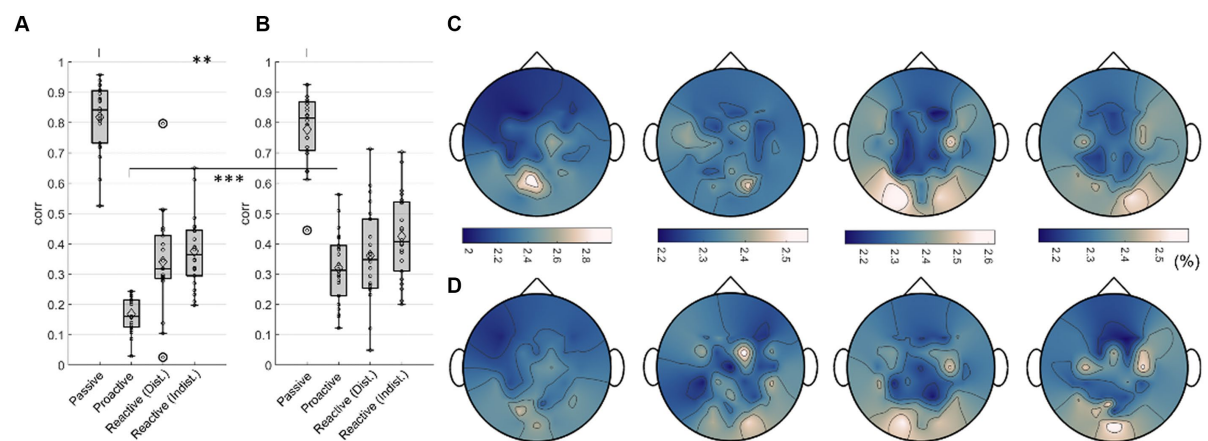 A
B
C
D
**
***
corr
1
0.9
0.8
0.7
0.6
0.5
0.4
0.3
0.2
0.1
0
Passive
Proactive
Reactive (Dist.)
Reactive (Indist.)
corr
1
0.9
0.8
0.7
0.6
0.5
0.4
0.3
0.2
0.1
0
Passive
Proactive
Reactive (Dist.)
Reactive (Indist.)
2 2.2 2.4 2.6 2.8
2.2 2.3 2.4 2.5
2.2 2.3 2.4 2.5 2.6
2.2 2.3 2.4 2.5
(%)